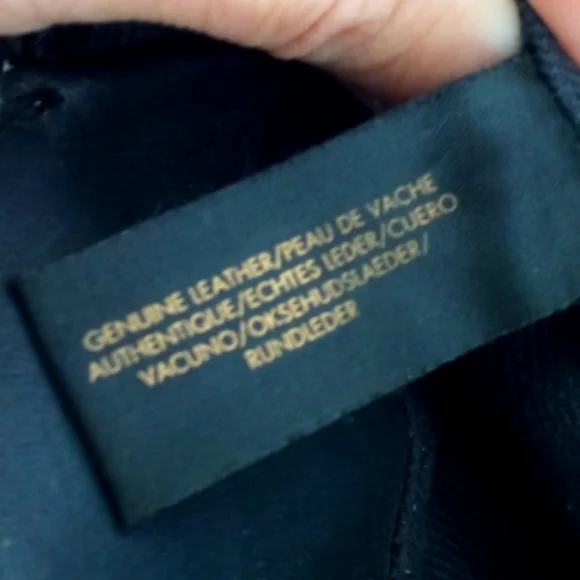 GENUINE LEATHER/PEAU DE VACHE
AUTHENTIQUE/ECHTES LEDER/CUERO
VACUNO/OKSEHUDSLAEDER/
RUNDLEDER